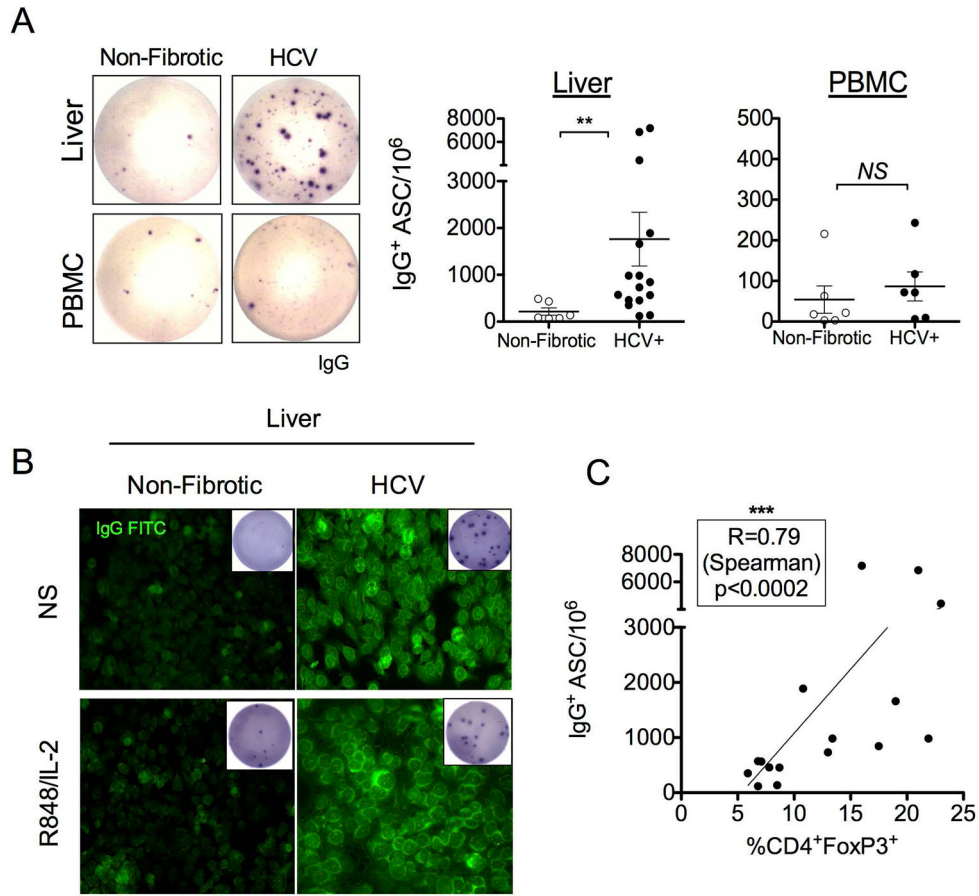 A
Non-Fibrotic HCV
Liver
PBMC
IgG
Liver
IgG+ ASC/10⁶
8000
6000
3000
2000
1000
0
**
Non-Fibrotic HCV+
PBMC
500
400
300
200
100
0
NS
Non-Fibrotic HCV+
Liver
B
Non-Fibrotic HCV
IgG FITC
NS
R848/IL-2
C
***
R=0.79
(Spearman)
p<0.0002
IgG⁺ ASC/10⁶
8000
6000
3000
2000
1000
0
0 5 10 15 20 25
%CD4⁺FoxP3⁺